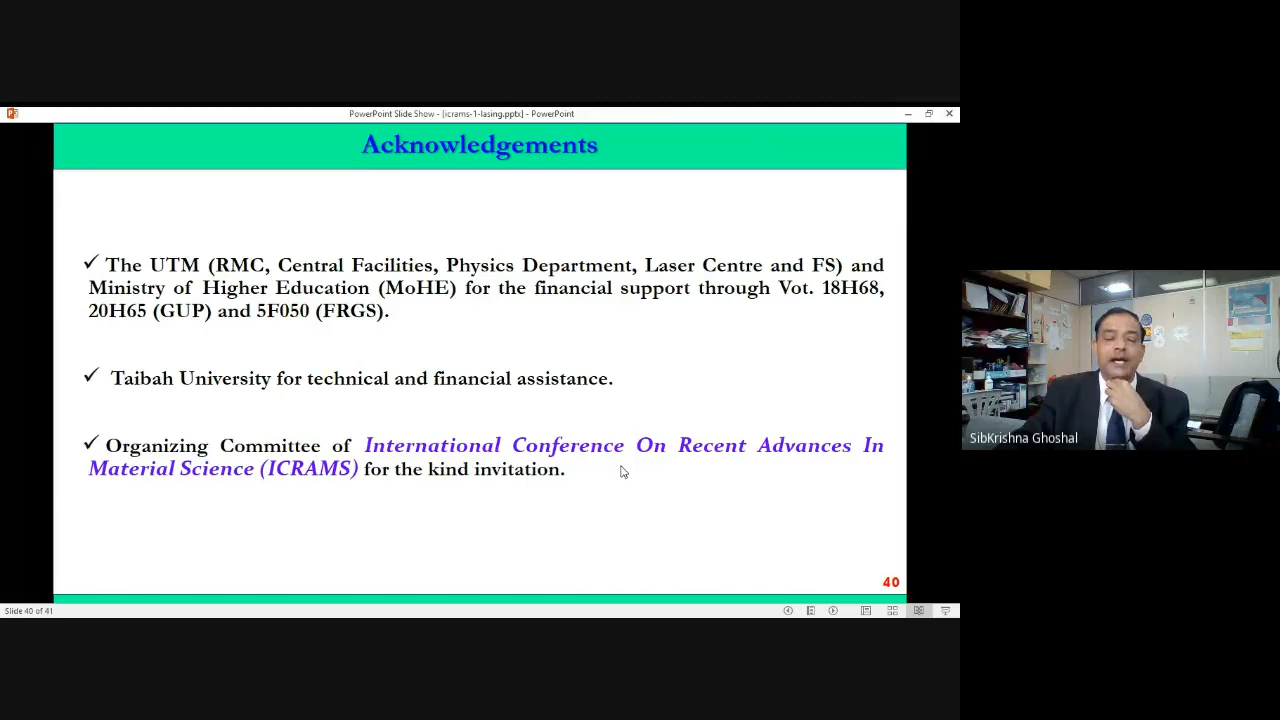 PowerPoint Slide Show - [icrams-1-lasing.pptx] - PowerPoint
Acknowledgements
✓ The UTM (RMC, Central Facilities, Physics Department, Laser Centre and FS) and
Ministry of Higher Education (MoHE) for the financial support through Vot. 18H68,
20H65 (GUP) and 5F050 (FRGS).
✓ Taibah University for technical and financial assistance.
✓ Organizing Committee of International Conference On Recent Advances In
Material Science (ICRAMS) for the kind invitation.
40
Slide 40 of 41
SibKrishna Ghoshal